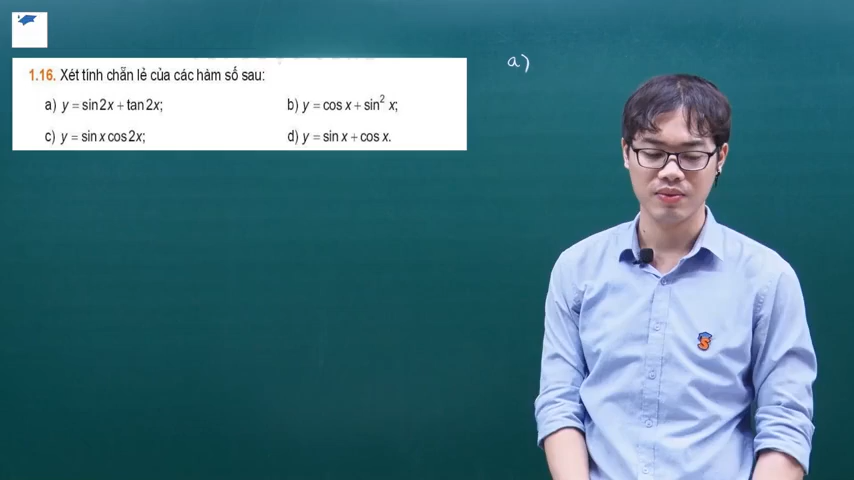 1.16. Xét tính chẵn lẻ của các hàm số sau:
a) y = sin2x + tan2x;
b) y = cos x + sin² x;
c) y = sin x cos2x;
d) y = sin x + cos x.
a)